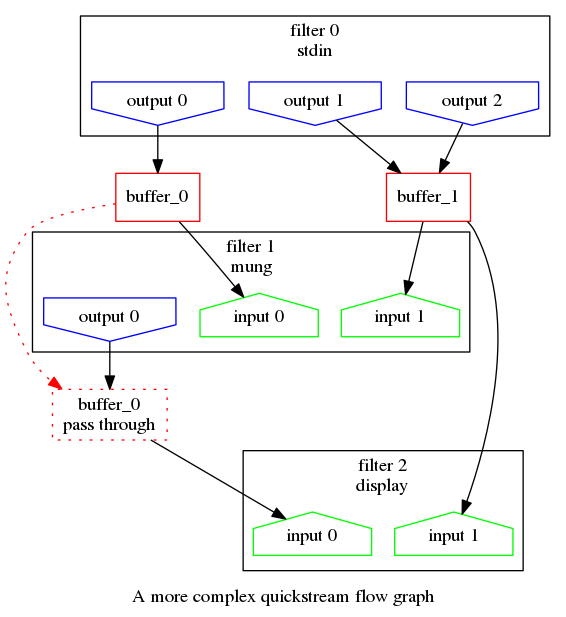 filter 0
stdin
output 0
output 1
output 2
buffer_0
buffer_1
filter 1
mung
output 0
input 0
input 1
buffer_0
pass through
filter 2
display
input 0
input 1
A more complex quickstream flow graph